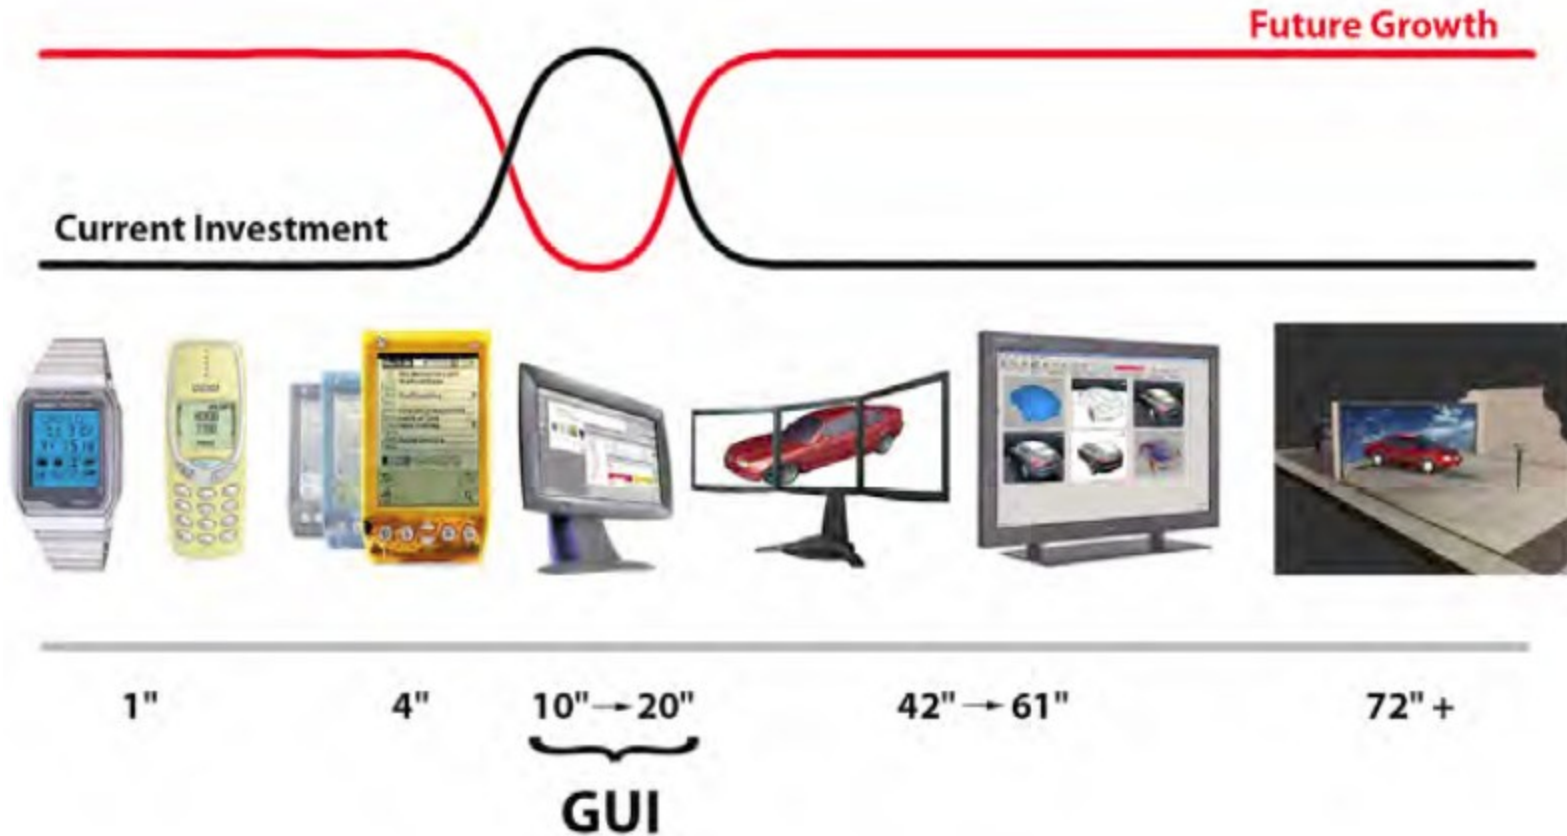 Future Growth
Current Investment
1"
4"
10"→20"
42"→61"
72"+
GUI